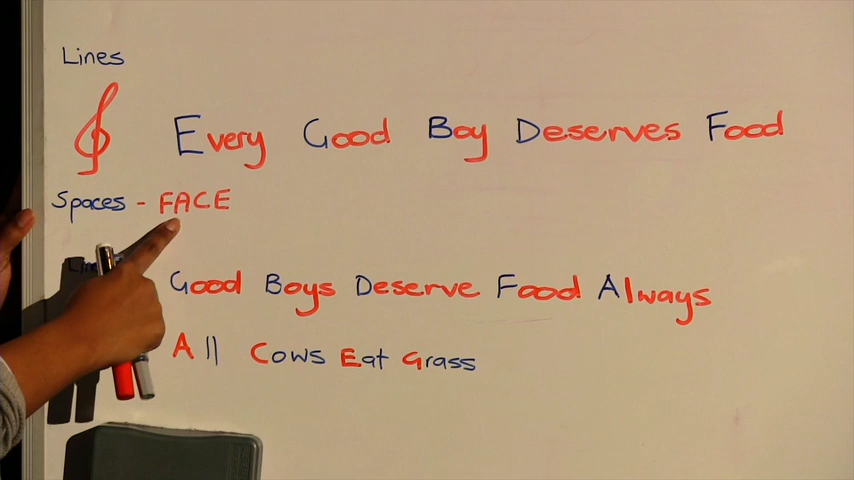 Lines
Every Good Boy Deserves Food
Spaces - FACE
Good Boys Deserve Food Always
All Cows Eat Grass